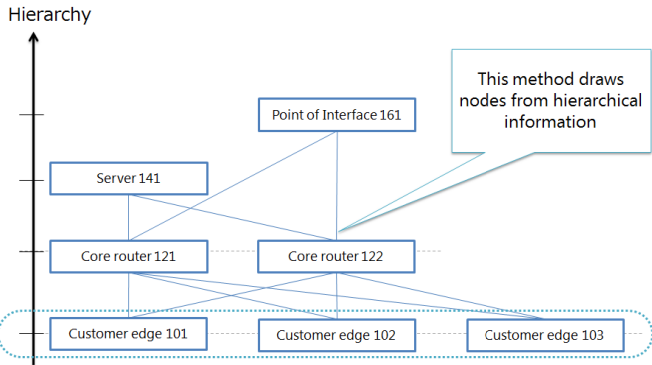 Hierarchy
This method draws
nodes from hierarchical
information
Point of Interface 161
Server 141
Core router 121
Core router 122
Customer edge 101
Customer edge 102
Customer edge 103